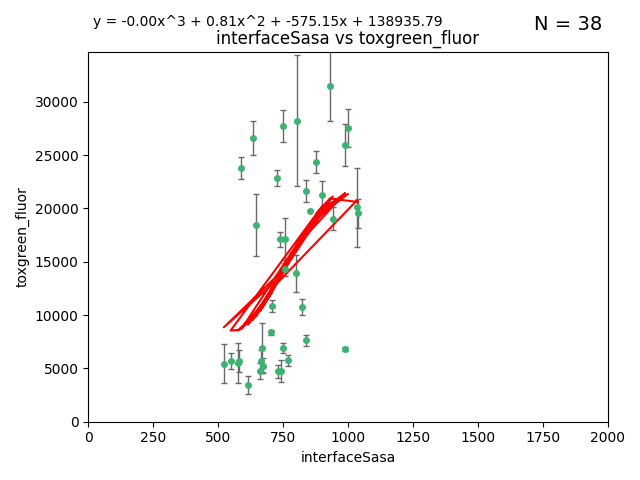 y = -0.00x^3 + 0.81x^2 + -575.15x + 138935.79
N = 38
interfaceSasa vs toxgreen_fluor
30000
25000
20000
15000
10000
5000
0
toxgreen_fluor
0 250 500 750 1000 1250 1500 1750 2000
interfaceSasa